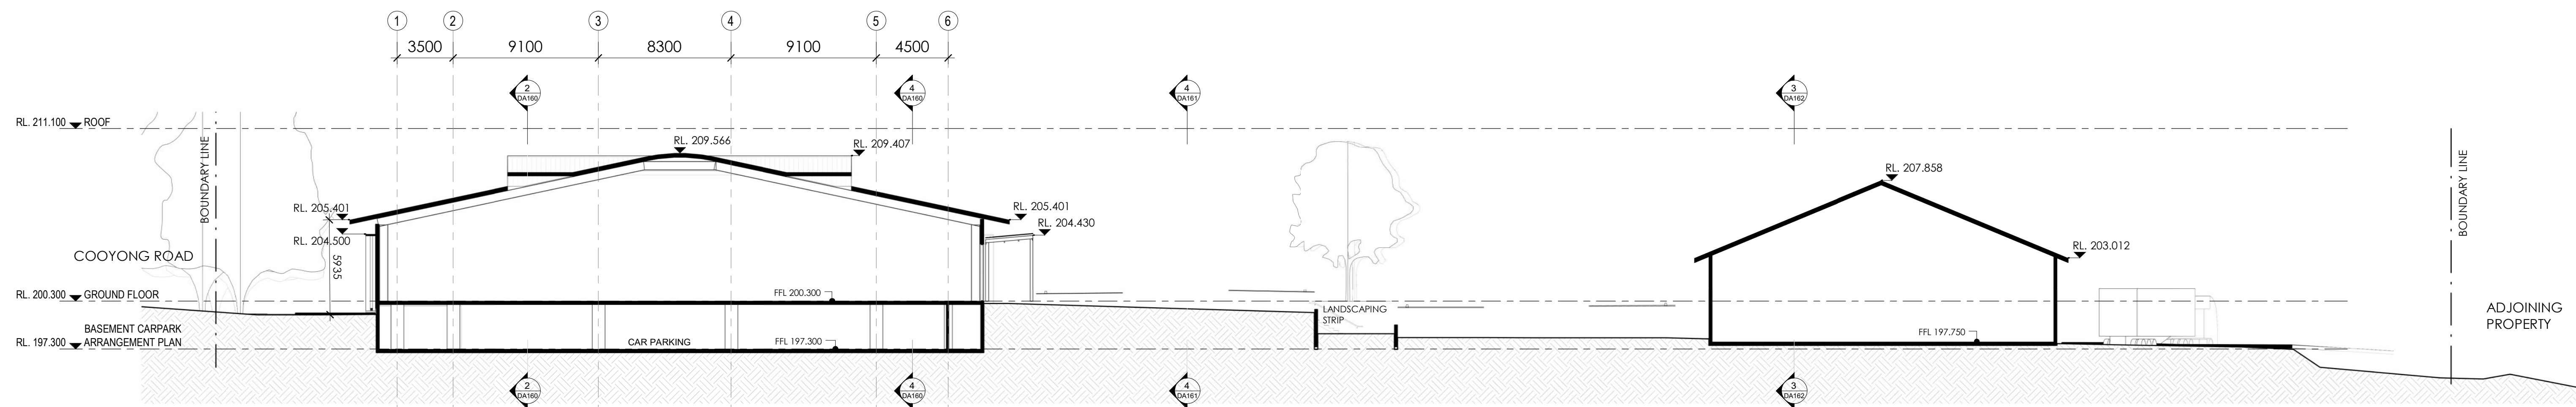 1 2 3 4 5 6
3500 9100 8300 9100 4500
2 DA160
4 DA160
4 DA161
3 DA162
RL. 211.100 ROOF
BOUNDARY LINE
RL. 209.566
RL. 209.407
RL. 207.858
BOUNDARY LINE
RL. 205.401
RL. 204.500
RL. 205.401
RL. 204.430
RL. 203.012
COOYONG ROAD
5935
RL. 200.300 GROUND FLOOR
FFL 200.300
LANDSCAPING
STRIP
ADJOINING
PROPERTY
BASEMENT CARPARK
RL. 197.300 ARRANGEMENT PLAN
CAR PARKING
FFL 197.300
FFL 197.750
2 DA160
4 DA160
4 DA161
3 DA162